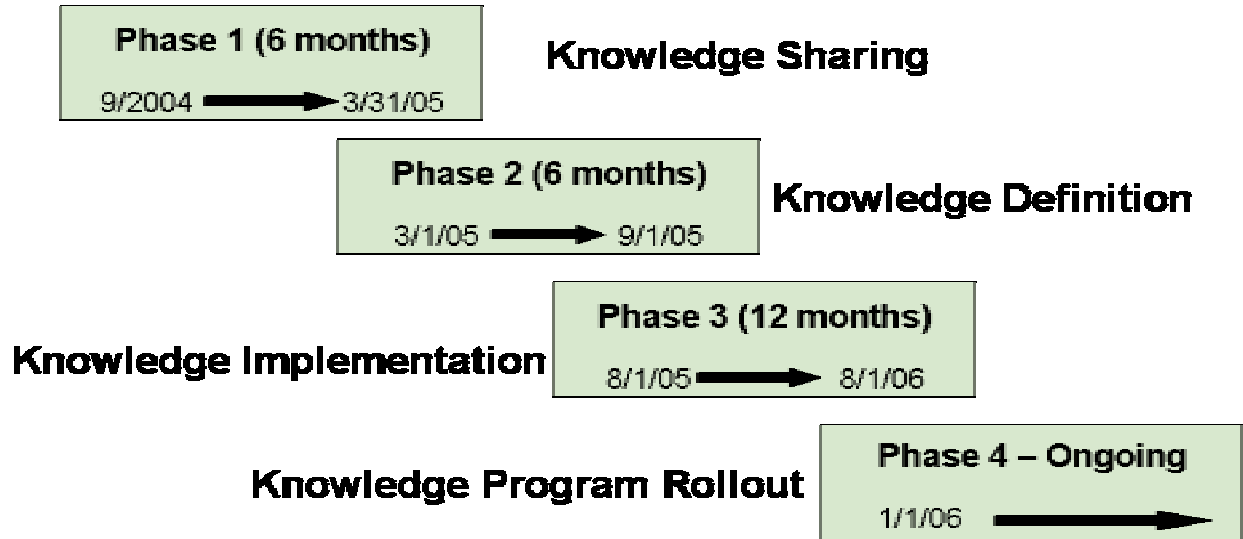 Phase 1 (6 months)
9/2004 3/31/05
Knowledge Sharing
Phase 2 (6 months)
3/1/05 9/1/05
Knowledge Definition
Knowledge Implementation
Phase 3 (12 months)
8/1/05 8/1/06
Knowledge Program Rollout
Phase 4 – Ongoing
1/1/06